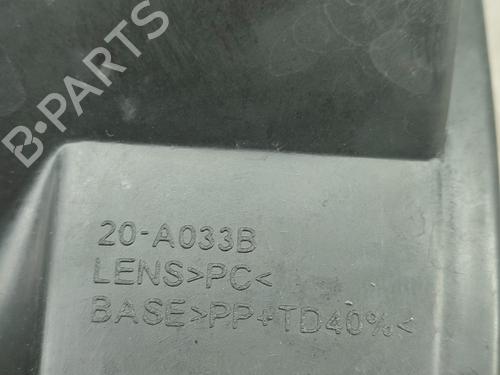 B-PARTS
20-A033B
LENS>PC<
BASE>PP+TD40%<